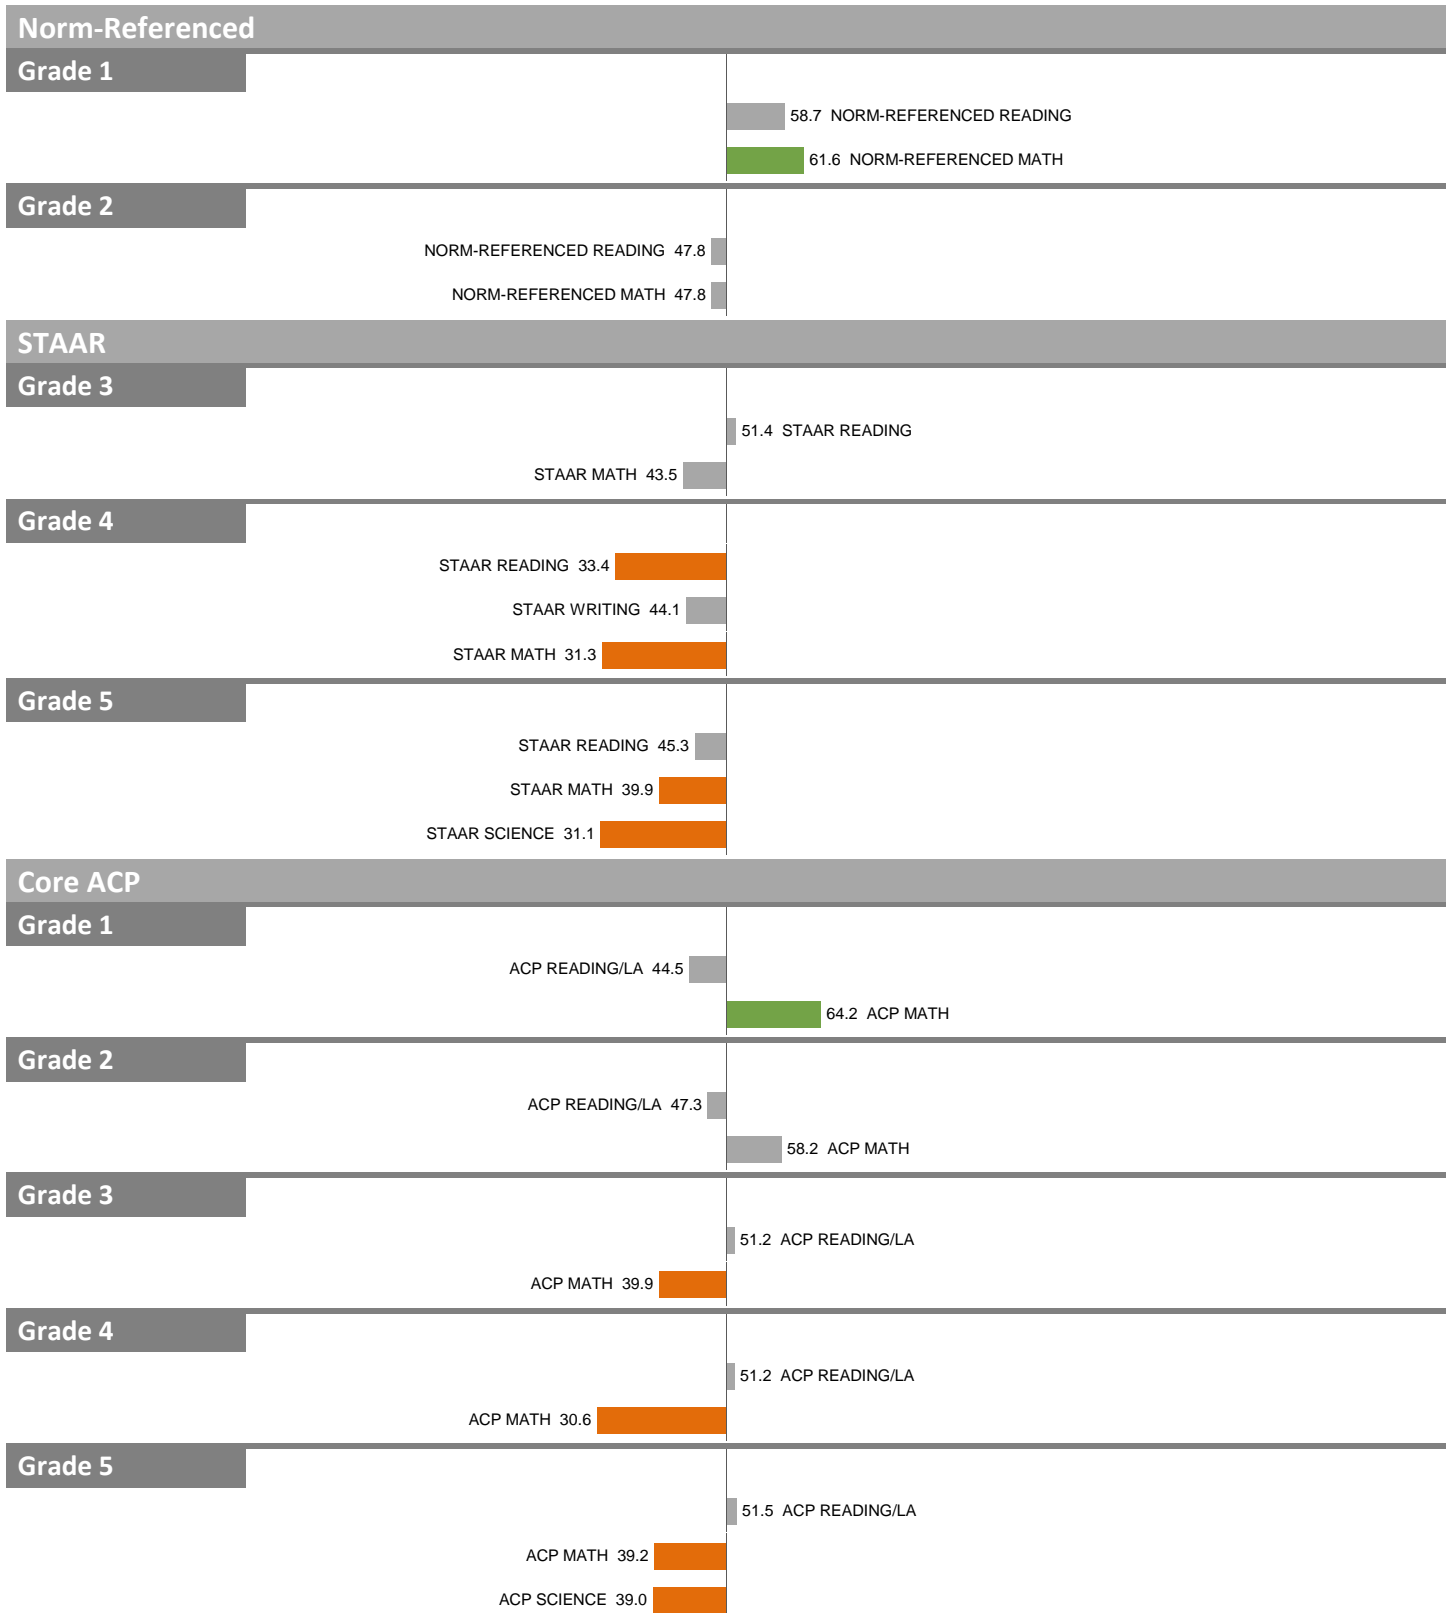 Norm-Referenced
Grade 1
58.7 NORM-REFERENCED READING
61.6 NORM-REFERENCED MATH
Grade 2
NORM-REFERENCED READING 47.8
NORM-REFERENCED MATH 47.8
STAAR
Grade 3
51.4 STAAR READING
STAAR MATH 43.5
Grade 4
STAAR READING 33.4
STAAR WRITING 44.1
STAAR MATH 31.3
Grade 5
STAAR READING 45.3
STAAR MATH 39.9
STAAR SCIENCE 31.1
Core ACP
Grade 1
ACP READING/LA 44.5
64.2 ACP MATH
Grade 2
ACP READING/LA 47.3
58.2 ACP MATH
Grade 3
51.2 ACP READING/LA
ACP MATH 39.9
Grade 4
51.2 ACP READING/LA
ACP MATH 30.6
Grade 5
51.5 ACP READING/LA
ACP MATH 39.2
ACP SCIENCE 39.0